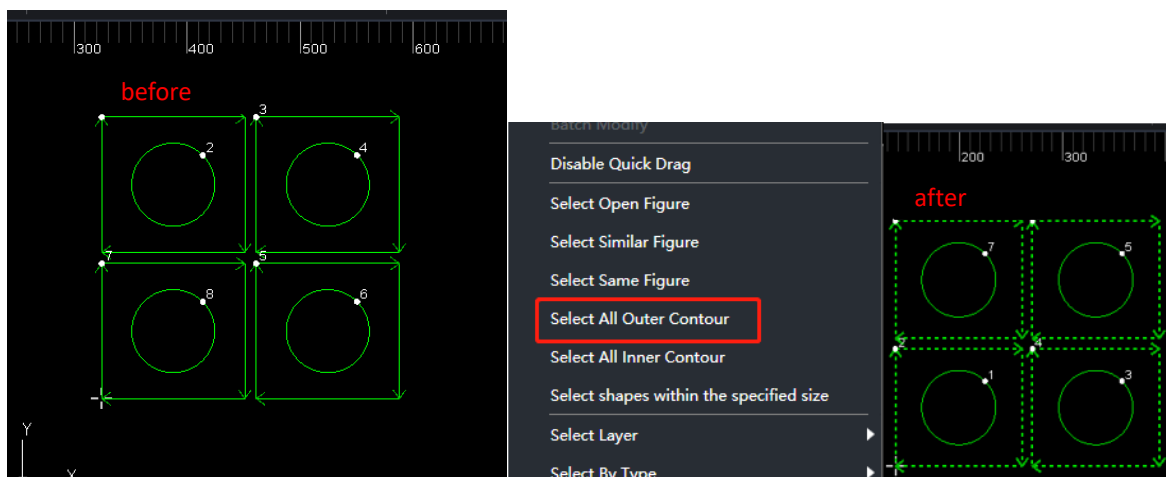 300 400 500 600
before
3
2 4
7 5
8 6
Y
X
Batch Modify
Disable Quick Drag
Select Open Figure
Select Similar Figure
Select Same Figure
Select All Outer Contour
Select All Inner Contour
Select shapes within the specified size
Select Layer
Select By Type
200 300
after
7 5
2 4
1 3